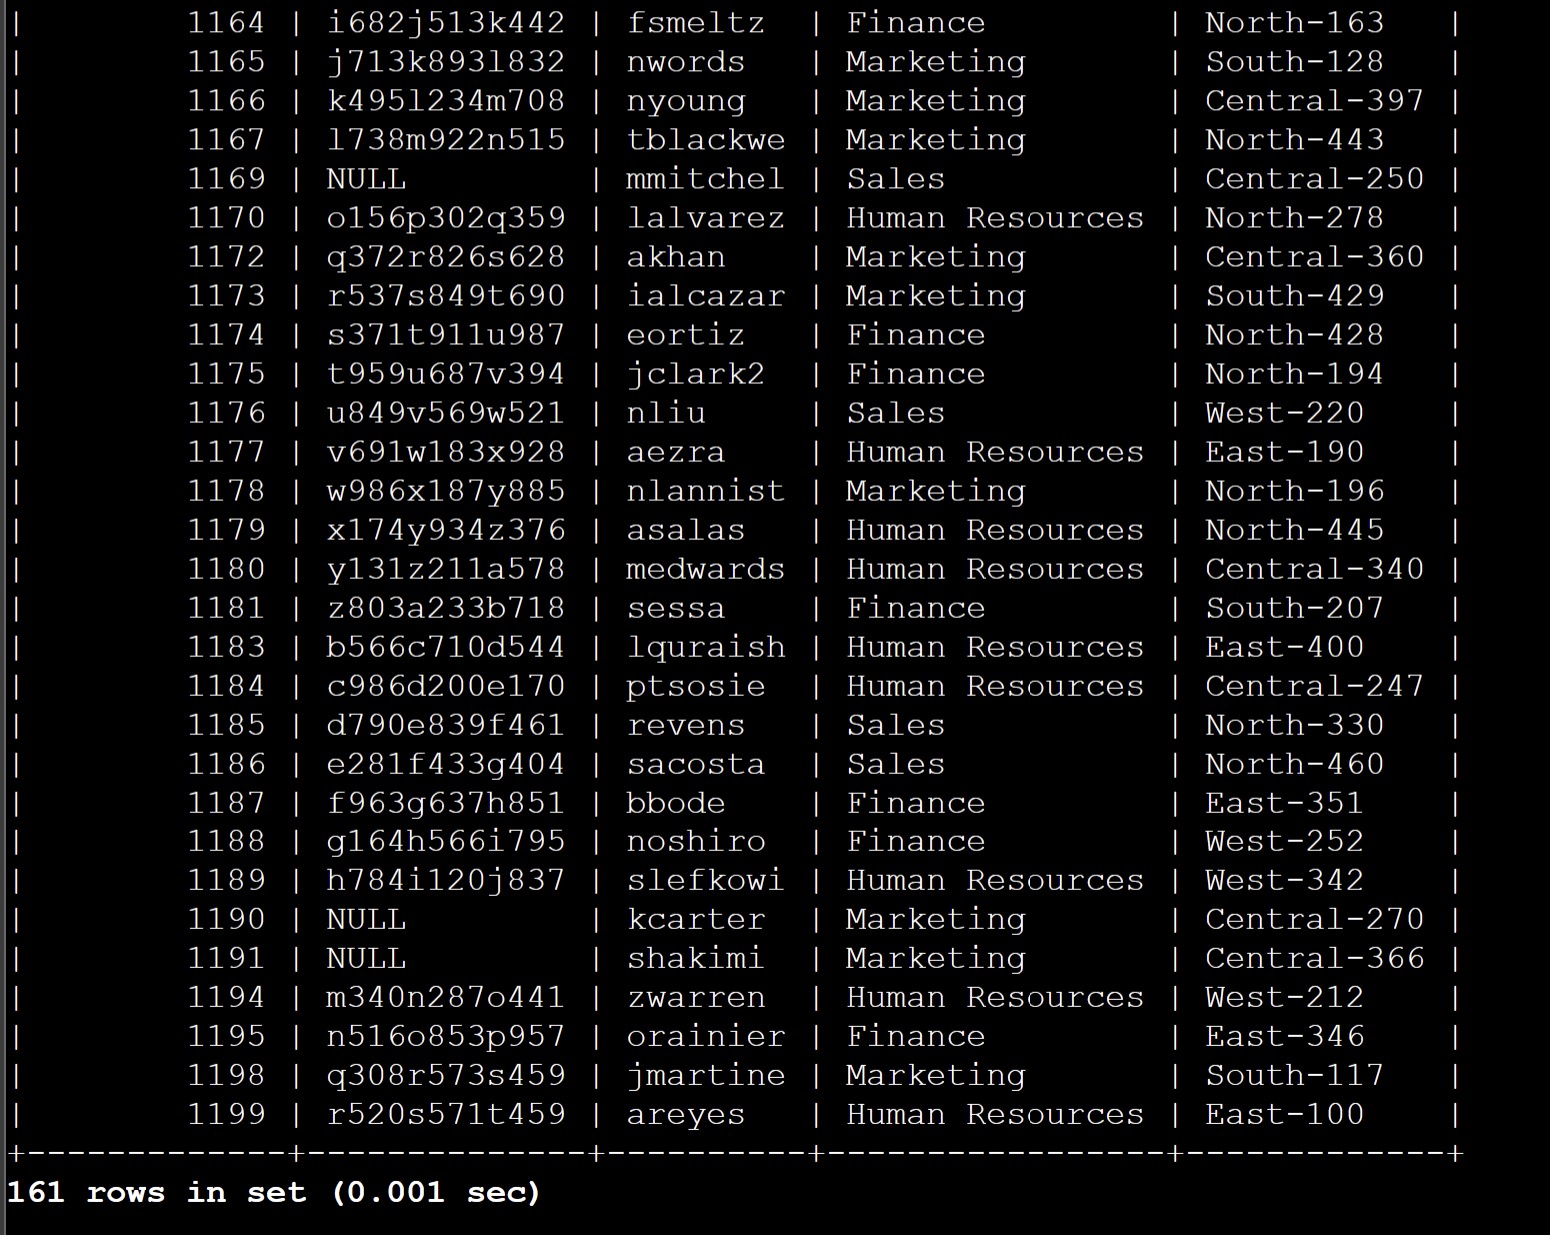 |        1164 | i682j513k442 | fsmeltz  | Finance         | North-163   |
|        1165 | j713k893l832 | nwords   | Marketing       | South-128   |
|        1166 | k495l234m708 | nyoung   | Marketing       | Central-397 |
|        1167 | l738m922n515 | tblackwe | Marketing       | North-443   |
|        1169 | NULL         | mmitchel | Sales           | Central-250 |
|        1170 | o156p302q359 | lalvarez | Human Resources | North-278   |
|        1172 | q372r826s628 | akhan    | Marketing       | Central-360 |
|        1173 | r537s849t690 | ialcazar | Marketing       | South-429   |
|        1174 | s371t911u987 | eortiz   | Finance         | North-428   |
|        1175 | t959u687v394 | jclark2  | Finance         | North-194   |
|        1176 | u849v569w521 | nliu     | Sales           | West-220    |
|        1177 | v691w183x928 | aezra    | Human Resources | East-190    |
|        1178 | w986x187y885 | nlannist | Marketing       | North-196   |
|        1179 | x174y934z376 | asalas   | Human Resources | North-445   |
|        1180 | y131z211a578 | medwards | Human Resources | Central-340 |
|        1181 | z803a233b718 | sessa    | Finance         | South-207   |
|        1183 | b566c710d544 | lquraish | Human Resources | East-400    |
|        1184 | c986d200e170 | ptsosie  | Human Resources | Central-247 |
|        1185 | d790e839f461 | revens   | Sales           | North-330   |
|        1186 | e281f433g404 | sacosta  | Sales           | North-460   |
|        1187 | f963g637h851 | bbode    | Finance         | East-351    |
|        1188 | g164h566i795 | noshiro  | Finance         | West-252    |
|        1189 | h784i120j837 | slefkowi | Human Resources | West-342    |
|        1190 | NULL         | kcarter  | Marketing       | Central-270 |
|        1191 | NULL         | shakimi  | Marketing       | Central-366 |
|        1194 | m340n287o441 | zwarren  | Human Resources | West-212    |
|        1195 | n516o853p957 | orainier | Finance         | East-346    |
|        1198 | q308r573s459 | jmartine | Marketing       | South-117   |
|        1199 | r520s571t459 | areyes   | Human Resources | East-100    |
+-------------+--------------+----------+-----------------+-------------+
161 rows in set (0.001 sec)